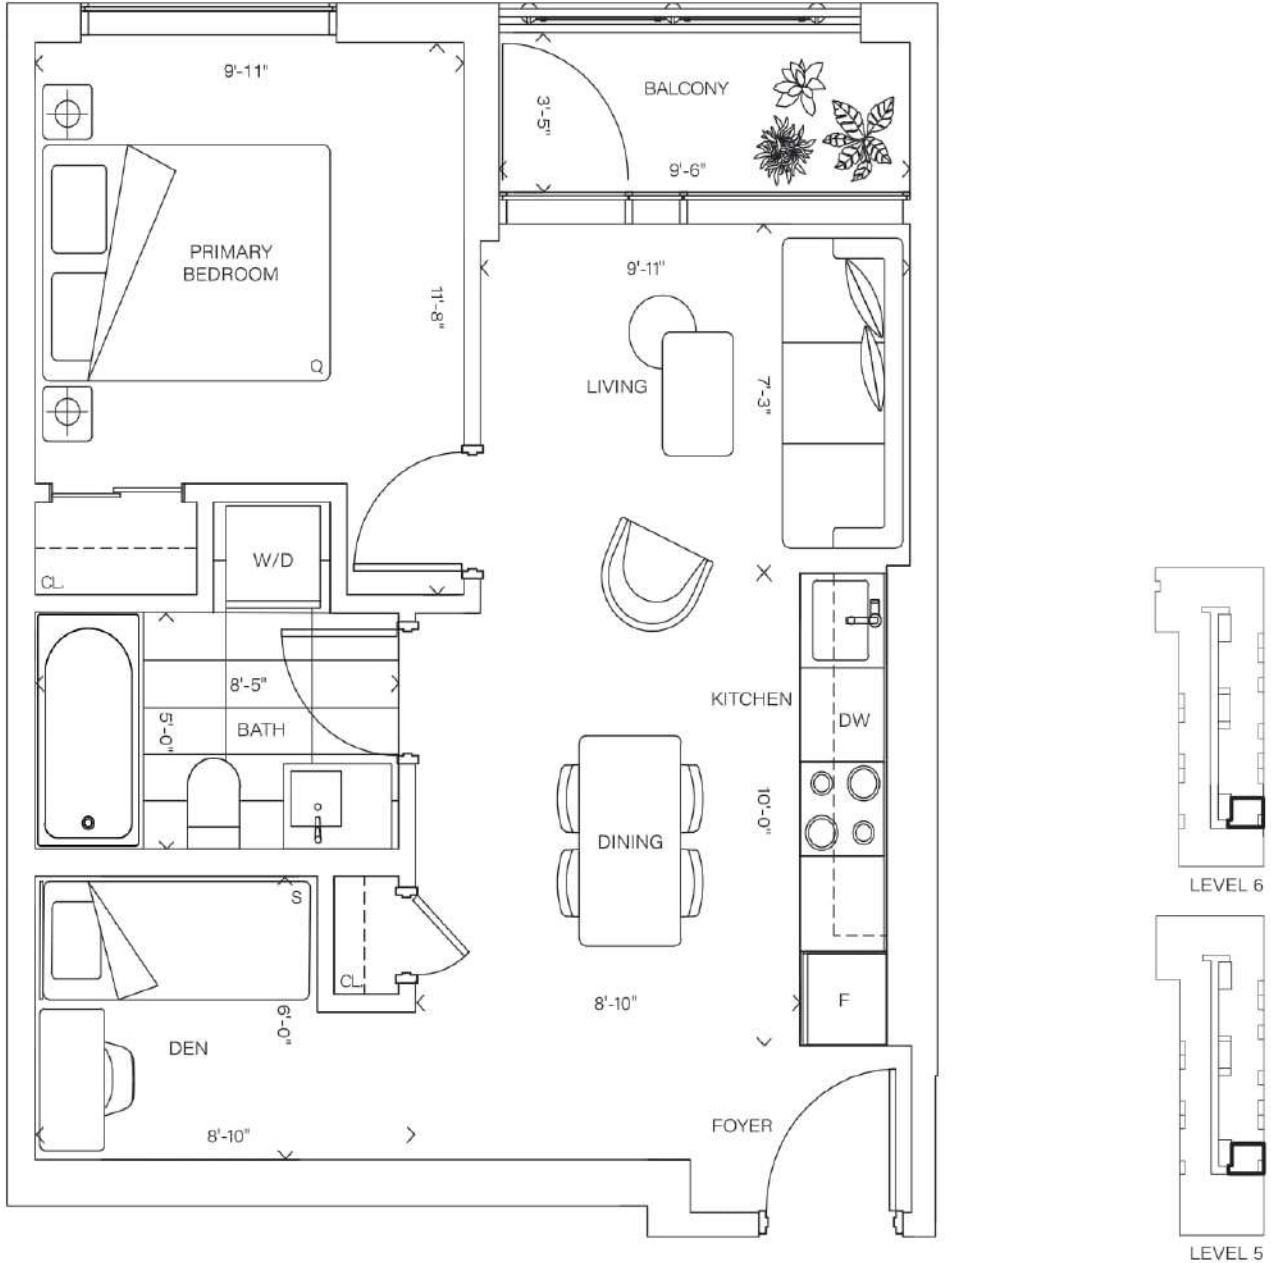 9'-11"
BALCONY
3'-5"
9'-6"
PRIMARY
BEDROOM
11'-8"
Q
9'-11"
LIVING
7'-3"
W/D
CL.
8'-5"
5'-0"
BATH
KITCHEN
DW
10'-0"
DINING
S
CL.
8'-10"
F
6'-0"
DEN
8'-10"
FOYER
LEVEL 6
LEVEL 5